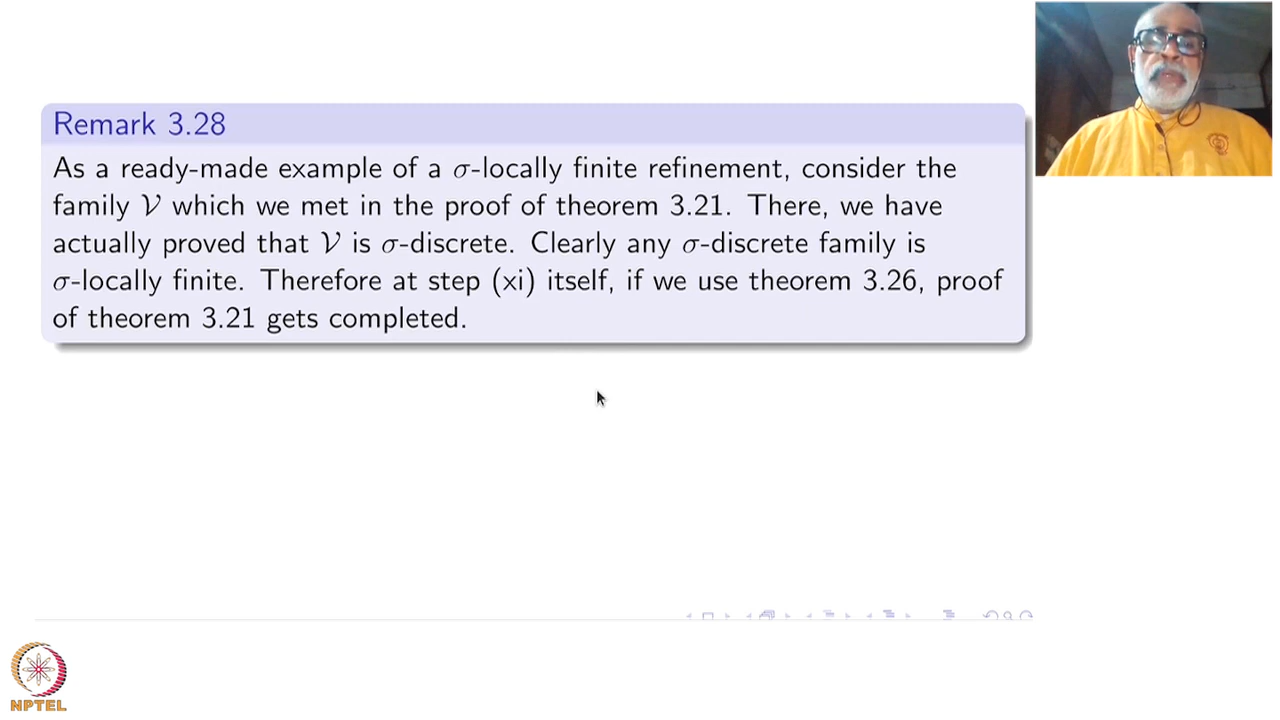 Remark 3.28
As a ready-made example of a σ-locally finite refinement, consider the
family 𝒱 which we met in the proof of theorem 3.21. There, we have
actually proved that 𝒱 is σ-discrete. Clearly any σ-discrete family is
σ-locally finite. Therefore at step (xi) itself, if we use theorem 3.26, proof
of theorem 3.21 gets completed.
NPTEL